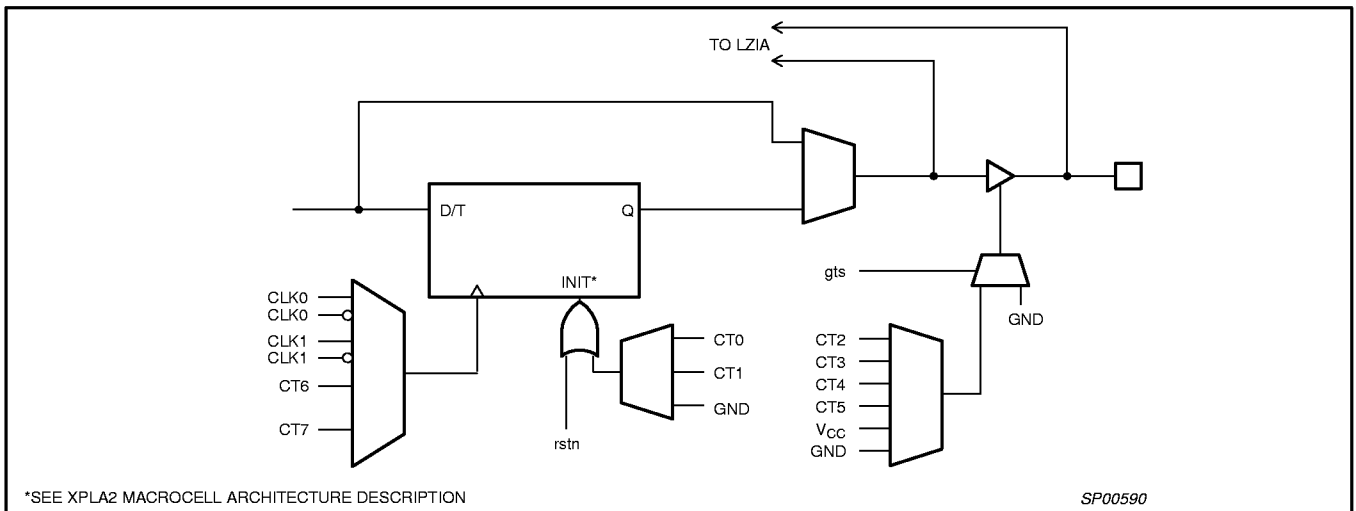 TO LZIA
D/T
Q
INIT*
CLK0
CLK0
CLK1
CLK1
CT6
CT7
rstn
CT0
CT1
GND
gts
GND
CT2
CT3
CT4
CT5
VCC
GND
*SEE XPLA2 MACROCELL ARCHITECTURE DESCRIPTION
SP00590